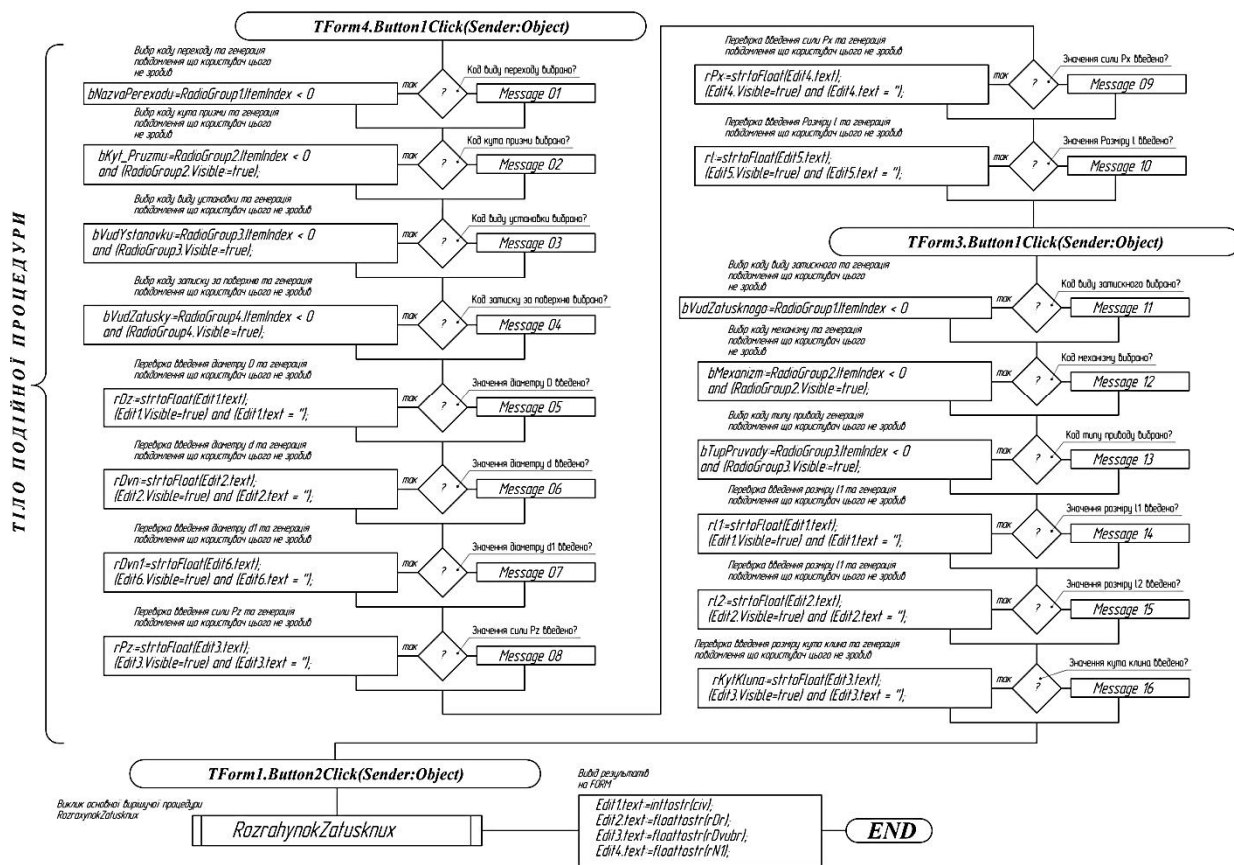 ТІЛО ПОДІЙНОЇ ПРОЦЕДУРИ
TForm4.Button1Click(Sender:Object)
Вибір коду переходу та генерація
повідомлення що користувач цього
не зробив
Код виду переходу вибрано?
bNazvaPerexodu:=RadioGroup1.ItemIndex < 0
так
?
Message 01
Вибір коду кута призми та генерація
повідомлення що користувач цього
не зробив
Код кута призми вибрано?
bKyt_Pruzmu:=RadioGroup2.ItemIndex < 0
and (RadioGroup2.Visible:=true);
так
?
Message 02
Вибір коду виду установки та генерація
повідомлення що користувач цього не зробив
Код виду установки вибрано?
bVudYstanovku:=RadioGroup3.ItemIndex < 0
and (RadioGroup3.Visible:=true);
так
?
Message 03
Вибір коду затиску за поверхню та генерація
повідомлення що користувач цього не зробив
Код затиску за поверхню вибрано?
bVudZatusky:=RadioGroup4.ItemIndex < 0
and (RadioGroup4.Visible:=true);
так
?
Message 04
Перевірка введення діаметру D та генерація
повідомлення що користувач цього не зробив
Значення діаметру D введено?
rDz:=strtoFloat(Edit1.text);
(Edit1.Visible=true) and (Edit1.text = '');
так
?
Message 05
Перевірка введення діаметру d та генерація
повідомлення що користувач цього не зробив
Значення діаметру d введено?
rDvn:=strtoFloat(Edit2.text);
(Edit2.Visible=true) and (Edit2.text = '');
так
?
Message 06
Перевірка введення діаметру d1 та генерація
повідомлення що користувач цього не зробив
Значення діаметру d1 введено?
rDvn1:=strtoFloat(Edit6.text);
(Edit6.Visible=true) and (Edit6.text = '');
так
?
Message 07
Перевірка введення сили Pz та генерація
повідомлення що користувач цього не зробив
Значення сили Pz введено?
rPz:=strtoFloat(Edit3.text);
(Edit3.Visible=true) and (Edit3.text = '');
так
?
Message 08
Перевірка введення сили Px та генерація
повідомлення що користувач цього не зробив
Значення сили Px введено?
rPx:=strtoFloat(Edit4.text);
(Edit4.Visible=true) and (Edit4.text = '');
так
?
Message 09
Перевірка введення Розміру l та генерація
повідомлення що користувач цього не зробив
Значення Розміру l введено?
rl:=strtoFloat(Edit5.text);
(Edit5.Visible=true) and (Edit5.text = '');
так
?
Message 10
TForm3.Button1Click(Sender:Object)
Вибір коду виду затискного та генерація
повідомлення що користувач цього
не зробив
Код виду затискного вибрано?
bVudZatusknogo:=RadioGroup1.ItemIndex < 0
так
?
Message 11
Вибір коду механізму та генерація
повідомлення що користувач цього
не зробив
Код механізму вибрано?
bMexanizm:=RadioGroup2.ItemIndex < 0
and (RadioGroup2.Visible=true);
так
?
Message 12
Вибір коду типу приводу генерація
повідомлення що користувач цього не зробив
Код типу приводу вибрано?
bTupPruvady:=RadioGroup3.ItemIndex < 0
and (RadioGroup3.Visible:=true);
так
?
Message 13
Перевірка введення розміру l1 та генерація
повідомлення що користувач цього не зробив
Значення розміру l1 введено?
rl1:=strtoFloat(Edit1.text);
(Edit1.Visible=true) and (Edit1.text = '');
так
?
Message 14
Перевірка введення розміру l2 та генерація
повідомлення що користувач цього не зробив
Значення розміру l2 введено?
rl2:=strtoFloat(Edit2.text);
(Edit2.Visible=true) and (Edit2.text = '');
так
?
Message 15
Перевірка введення розміру кута клина та генерація
повідомлення що користувач цього не зробив
Значення кута клина введено?
rKytKluna:=strtoFloat(Edit3.text);
(Edit3.Visible=true) and (Edit3.text = '');
так
?
Message 16
TForm1.Button2Click(Sender:Object)
Виклик основної вирішучої процедури
RozraxynokZatusknux
RozrahynokZatusknux
Вивід результатів
на FORM
Edit1.text:=inttostr(civ);
Edit2.text:=floattostr(rDr);
Edit3.text:=floattostr(rDvubr);
Edit4.text:=floattostr(rN1);
END